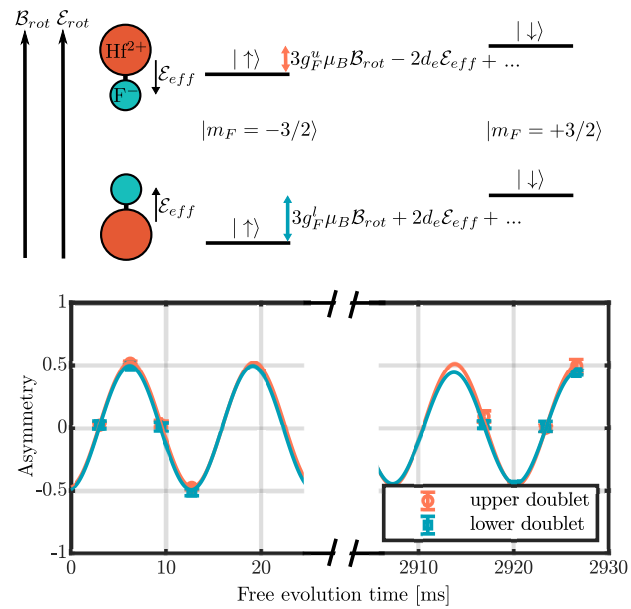 𝓑_rot 𝓔_rot
Hf²⁺
F⁻
𝓔_eff
|↑⟩
3g_F^u μ_B 𝓑_rot − 2d_e 𝓔_eff + ...
|↓⟩
|m_F = −3/2⟩
|m_F = +3/2⟩
𝓔_eff
|↑⟩
3g_F^l μ_B 𝓑_rot + 2d_e 𝓔_eff + ...
|↓⟩
Asymmetry
1
0.5
0
-0.5
-1
upper doublet
lower doublet
0 10 20 2910 2920 2930
Free evolution time [ms]